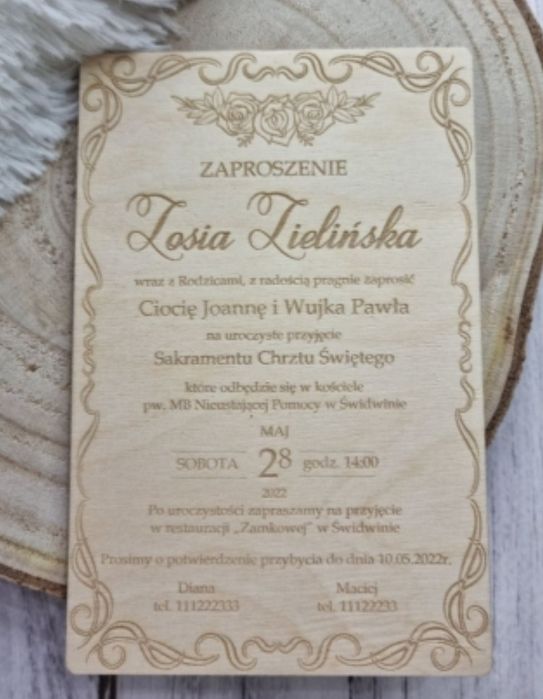 ZAPROSZENIE
Zosia Zielińska
wraz z Rodzicami, z radością pragnie zaprosić
Ciocię Joannę i Wujka Pawła
na uroczyste przyjęcie
Sakramentu Chrztu Świętego
które odbędzie się w kościele
pw. MB Nieustającej Pomocy w Świdwinie
MAJ
SOBOTA 28 godz. 14:00
2022
Po uroczystości zapraszamy na przyjęcie
w restauracji „Zamkowej" w Świdwinie
Prosimy o potwierdzenie przybycia do dnia 10.05.2022r.
Diana Maciej
tel. 111222333 tel. 111222233